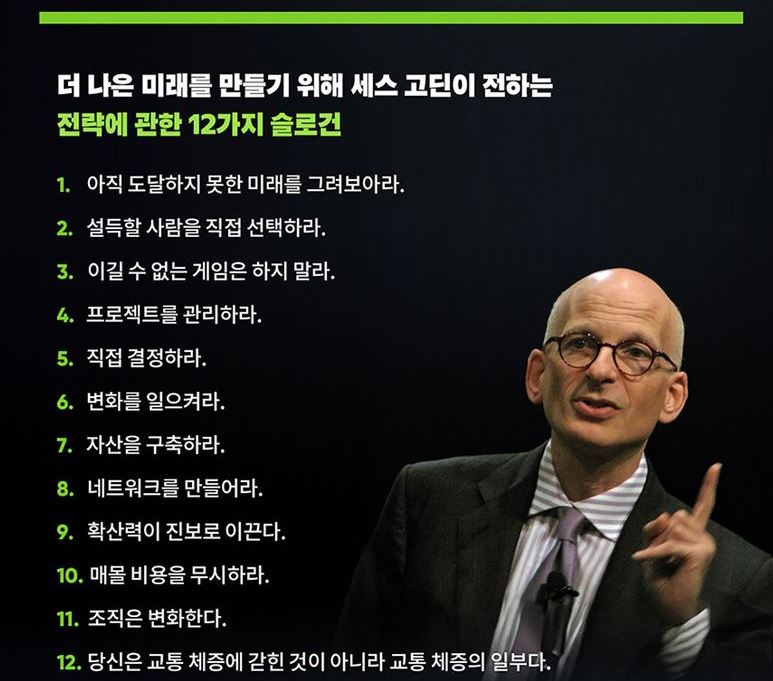 더 나은 미래를 만들기 위해 세스 고딘이 전하는
전략에 관한 12가지 슬로건
1. 아직 도달하지 못한 미래를 그려보아라.
2. 설득할 사람을 직접 선택하라.
3. 이길 수 없는 게임은 하지 말라.
4. 프로젝트를 관리하라.
5. 직접 결정하라.
6. 변화를 일으켜라.
7. 자산을 구축하라.
8. 네트워크를 만들어라.
9. 확산력이 진보로 이끈다.
10. 매몰 비용을 무시하라.
11. 조직은 변화한다.
12. 당신은 교통 체증에 갇힌 것이 아니라 교통 체증의 일부다.